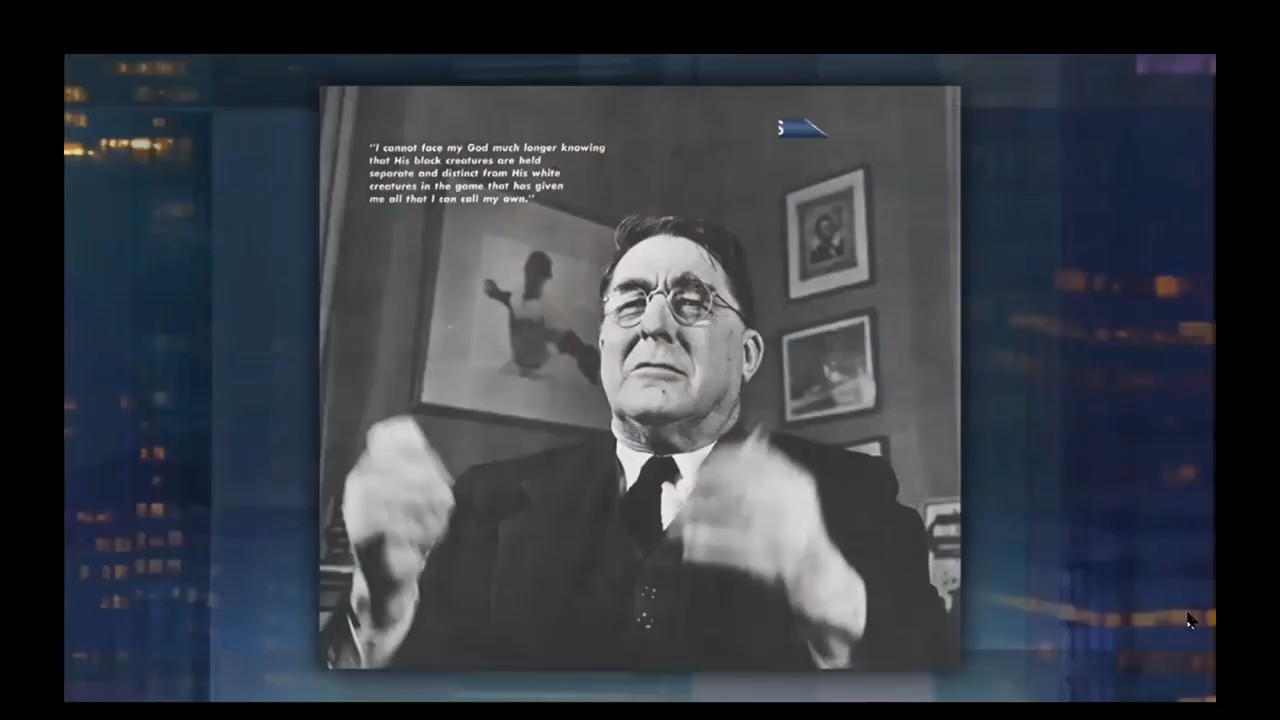 "I cannot face my God much longer knowing
that His black creatures are held
separate and distinct from His white
creatures in the game that has given
me all that I can call my own."
S